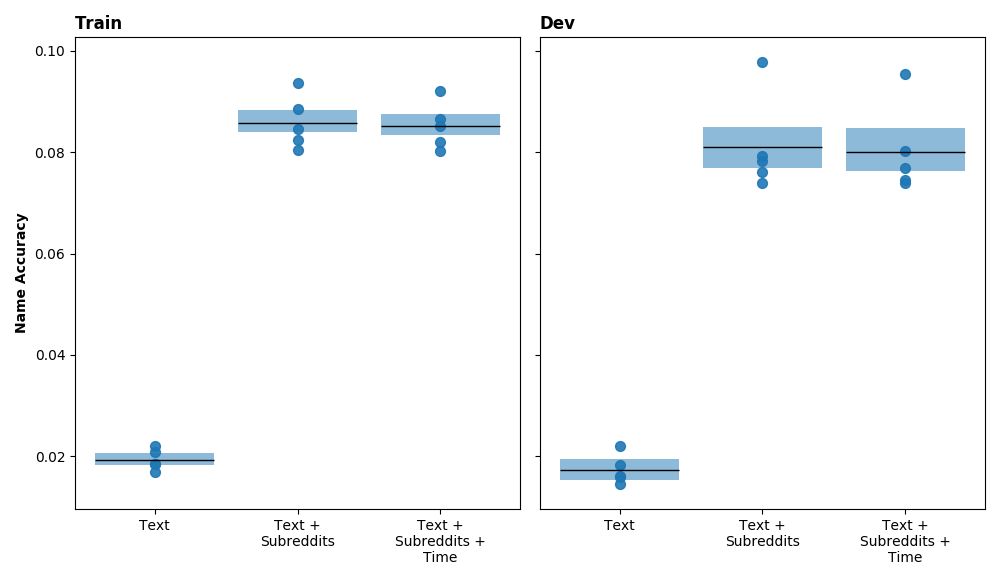 Train
Dev
Name Accuracy
0.10
0.08
0.06
0.04
0.02
Text
Text +
Subreddits
Text +
Subreddits +
Time
Text
Text +
Subreddits
Text +
Subreddits +
Time